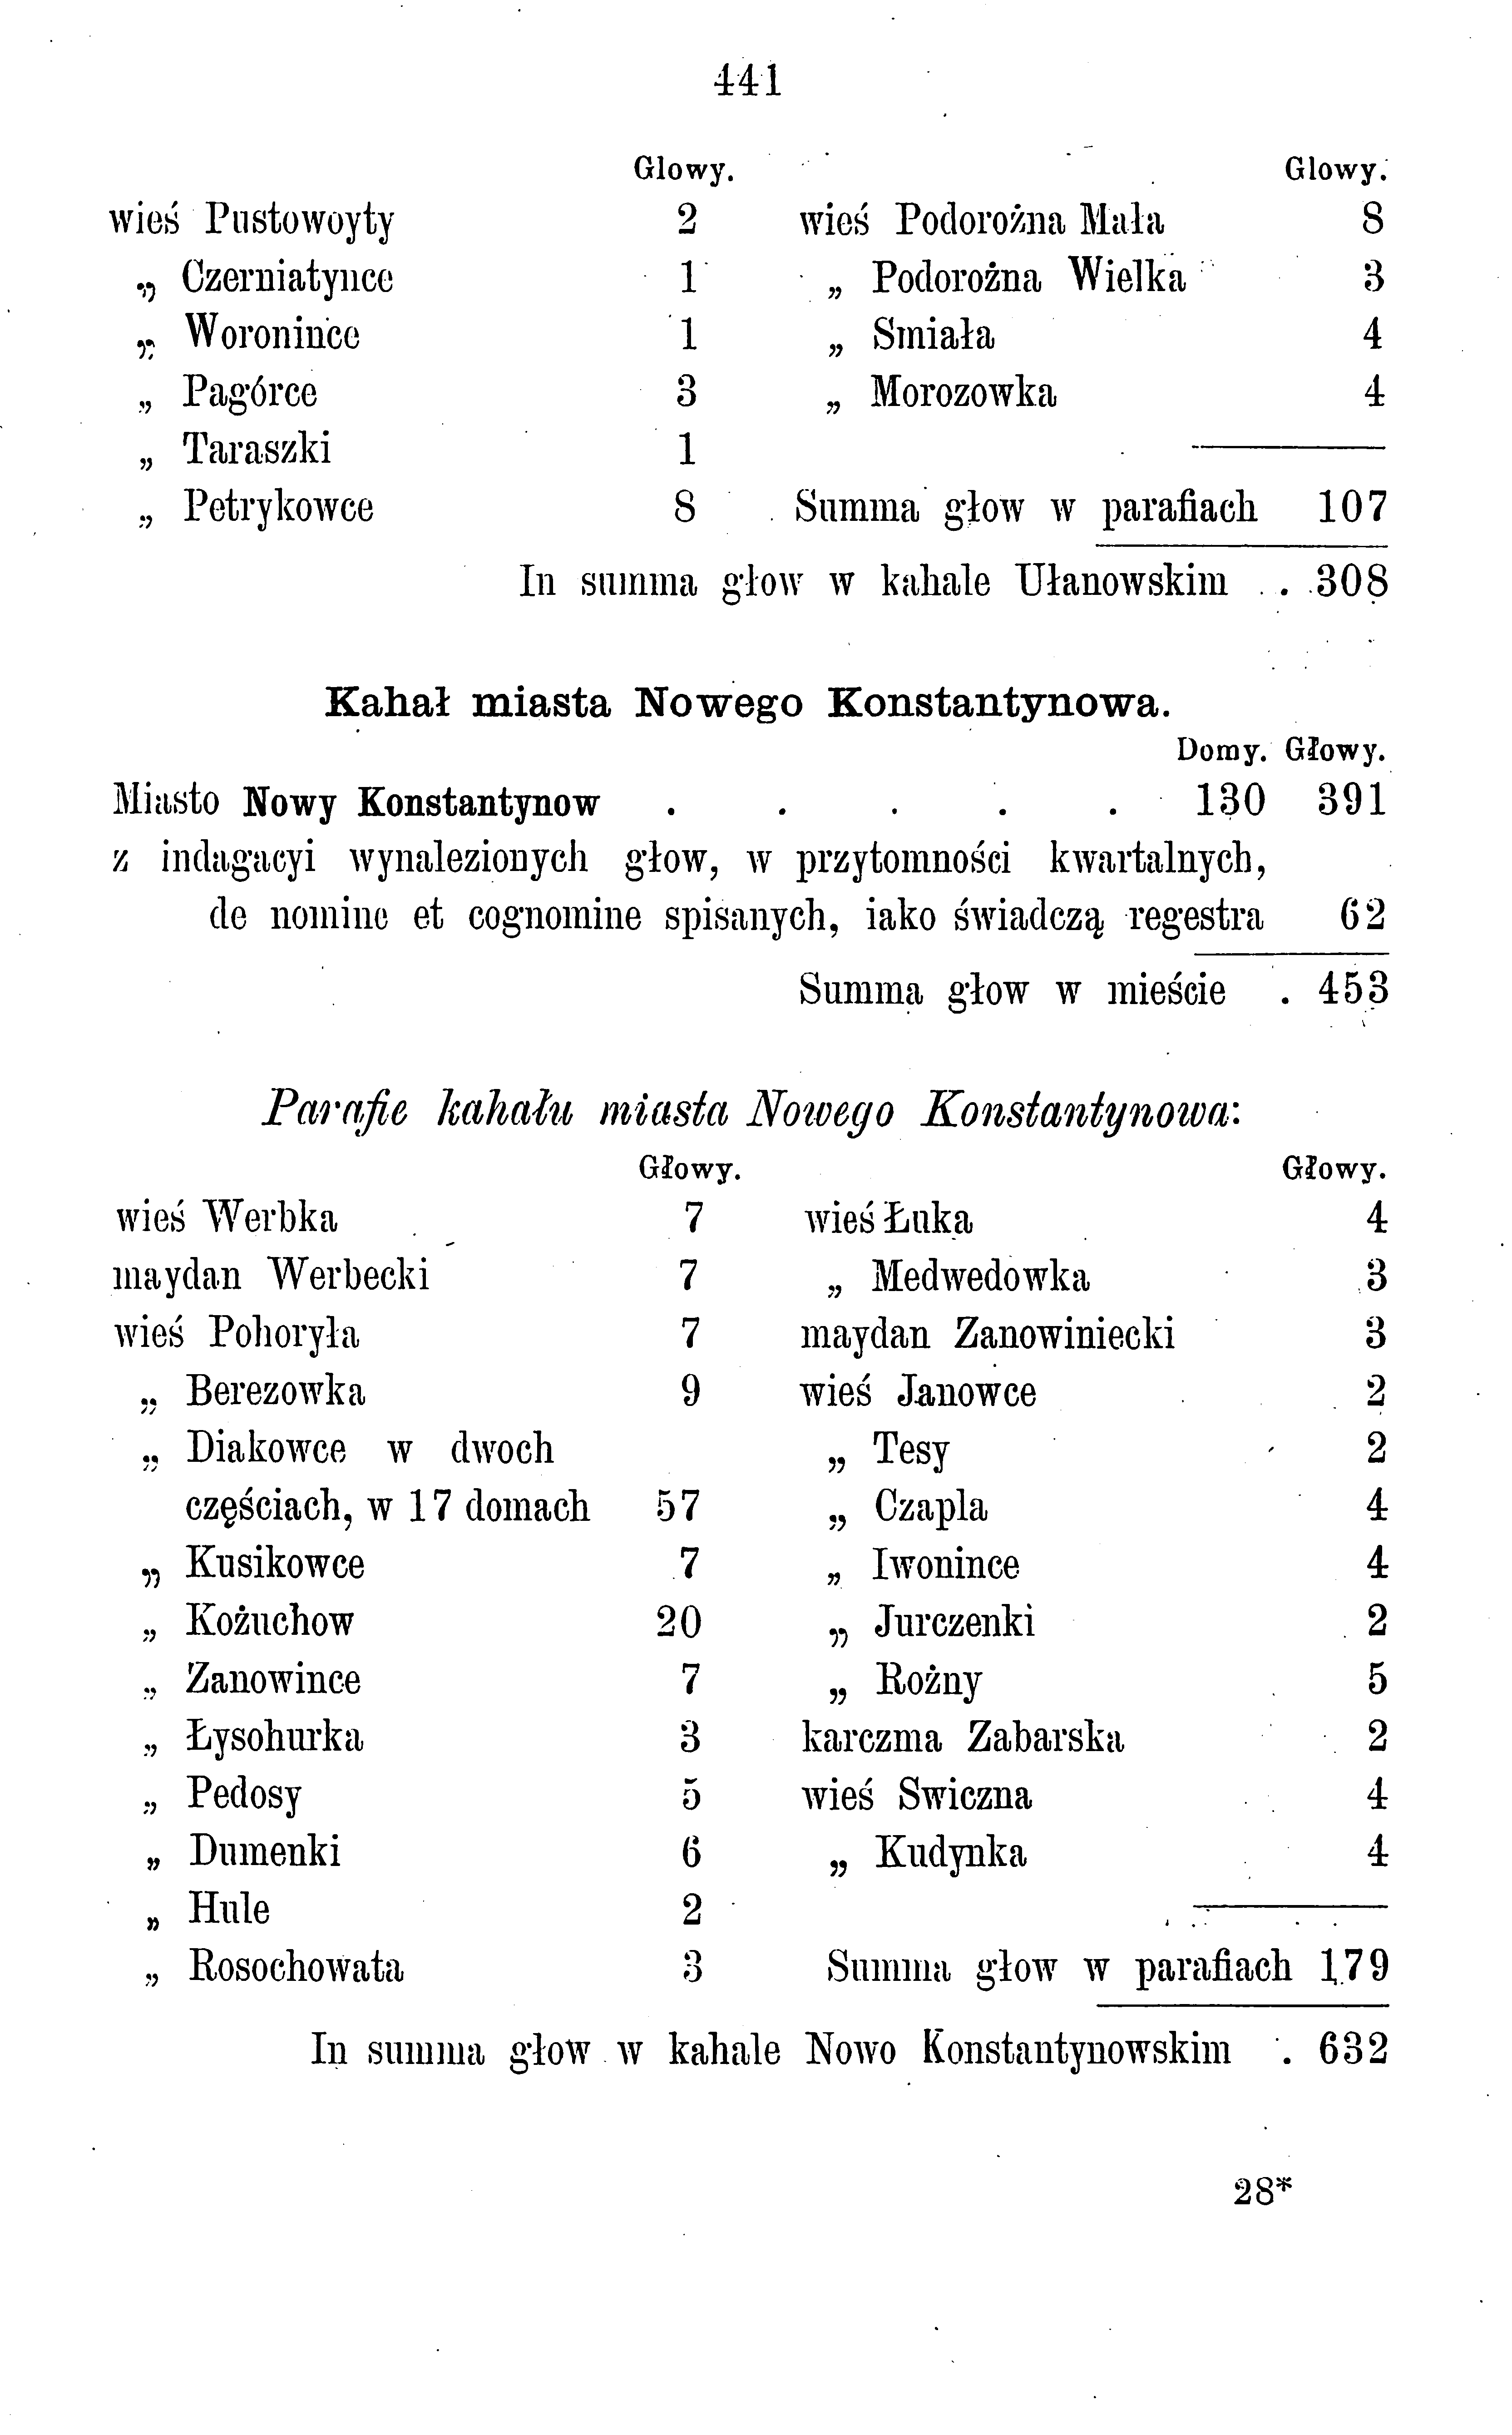 441
Glowy.
wieś Pustowoyty 2
„ Czerniatynce 1
„ Woronince 1
„ Pagórce 3
„ Taraszki 1
„ Petrykowce 8
Glowy.
wieś Podorożna Mała 8
„ Podorożna Wielka 3
„ Smiała 4
„ Morozowka 4
Summa głow w parafiach 107
In summa głow w kahale Ułanowskim . 308
Kahał miasta Nowego Konstantynowa.
Domy. Głowy.
Miasto Nowy Konstantynow . . . . . 130 391
z indagacyi wynalezionych głow, w przytomności kwartalnych,
de nomine et cognomine spisanych, iako świadczą regestra 62
Summa głow w mieście . 453
Parafie kahału miasta Nowego Konstantynowa:
Głowy.
wieś Werbka 7
maydan Werbecki 7
wieś Pohoryła 7
„ Berezowka 9
„ Diakowce w dwoch
częściach, w 17 domach 57
„ Kusikowce 7
„ Kożuchow 20
„ Zanowince 7
„ Łysohurka 3
„ Pedosy 5
„ Dumenki 6
„ Hule 2
„ Rosochowata 3
Głowy.
wieś Łuka 4
„ Medwedowka 3
maydan Zanowiniecki 3
wieś Janowce 2
„ Tesy 2
„ Czapla 4
„ Iwonince 4
„ Jurczenki 2
„ Rożny 5
karczma Zabarska 2
wieś Swiczna 4
„ Kudynka 4
Summa głow w parafiach 179
In summa głow w kahale Nowo Konstantynowskim . 632
28*